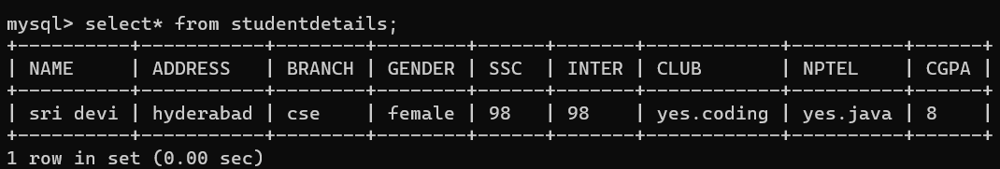 mysql> select* from studentdetails;
+----------+-----------+--------+--------+------+-------+------------+----------+------+
| NAME     | ADDRESS   | BRANCH | GENDER | SSC  | INTER | CLUB       | NPTEL    | CGPA |
+----------+-----------+--------+--------+------+-------+------------+----------+------+
| sri devi | hyderabad | cse    | female | 98   | 98    | yes.coding | yes.java | 8    |
+----------+-----------+--------+--------+------+-------+------------+----------+------+
1 row in set (0.00 sec)